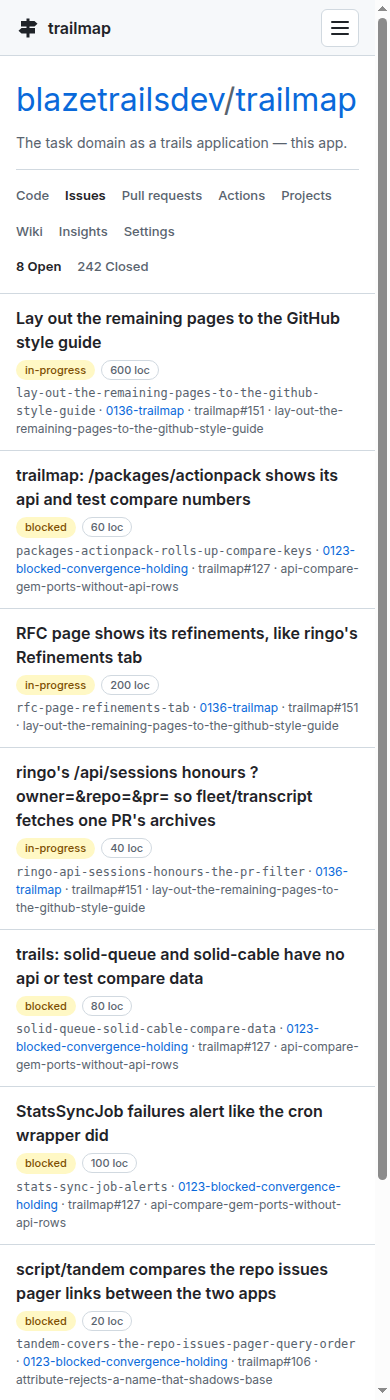 trailmap
blazetrailsdev/trailmap
The task domain as a trails application — this app.
Code Issues Pull requests Actions Projects
Wiki Insights Settings
8 Open 242 Closed
Lay out the remaining pages to the GitHub
style guide
in-progress 600 loc
lay-out-the-remaining-pages-to-the-github-
style-guide · 0136-trailmap · trailmap#151 · lay-out-the-
remaining-pages-to-the-github-style-guide
trailmap: /packages/actionpack shows its
api and test compare numbers
blocked 60 loc
packages-actionpack-rolls-up-compare-keys · 0123-
blocked-convergence-holding · trailmap#127 · api-compare-
gem-ports-without-api-rows
RFC page shows its refinements, like ringo's
Refinements tab
in-progress 200 loc
rfc-page-refinements-tab · 0136-trailmap · trailmap#151
· lay-out-the-remaining-pages-to-the-github-style-guide
ringo's /api/sessions honours ?
owner=&repo=&pr= so fleet/transcript
fetches one PR's archives
in-progress 40 loc
ringo-api-sessions-honours-the-pr-filter · 0136-
trailmap · trailmap#151 · lay-out-the-remaining-pages-to-
the-github-style-guide
trails: solid-queue and solid-cable have no
api or test compare data
blocked 80 loc
solid-queue-solid-cable-compare-data · 0123-
blocked-convergence-holding · trailmap#127 · api-compare-
gem-ports-without-api-rows
StatsSyncJob failures alert like the cron
wrapper did
blocked 100 loc
stats-sync-job-alerts · 0123-blocked-convergence-
holding · trailmap#127 · api-compare-gem-ports-without-
api-rows
script/tandem compares the repo issues
pager links between the two apps
blocked 20 loc
tandem-covers-the-repo-issues-pager-query-order
· 0123-blocked-convergence-holding · trailmap#106 ·
attribute-rejects-a-name-that-shadows-base